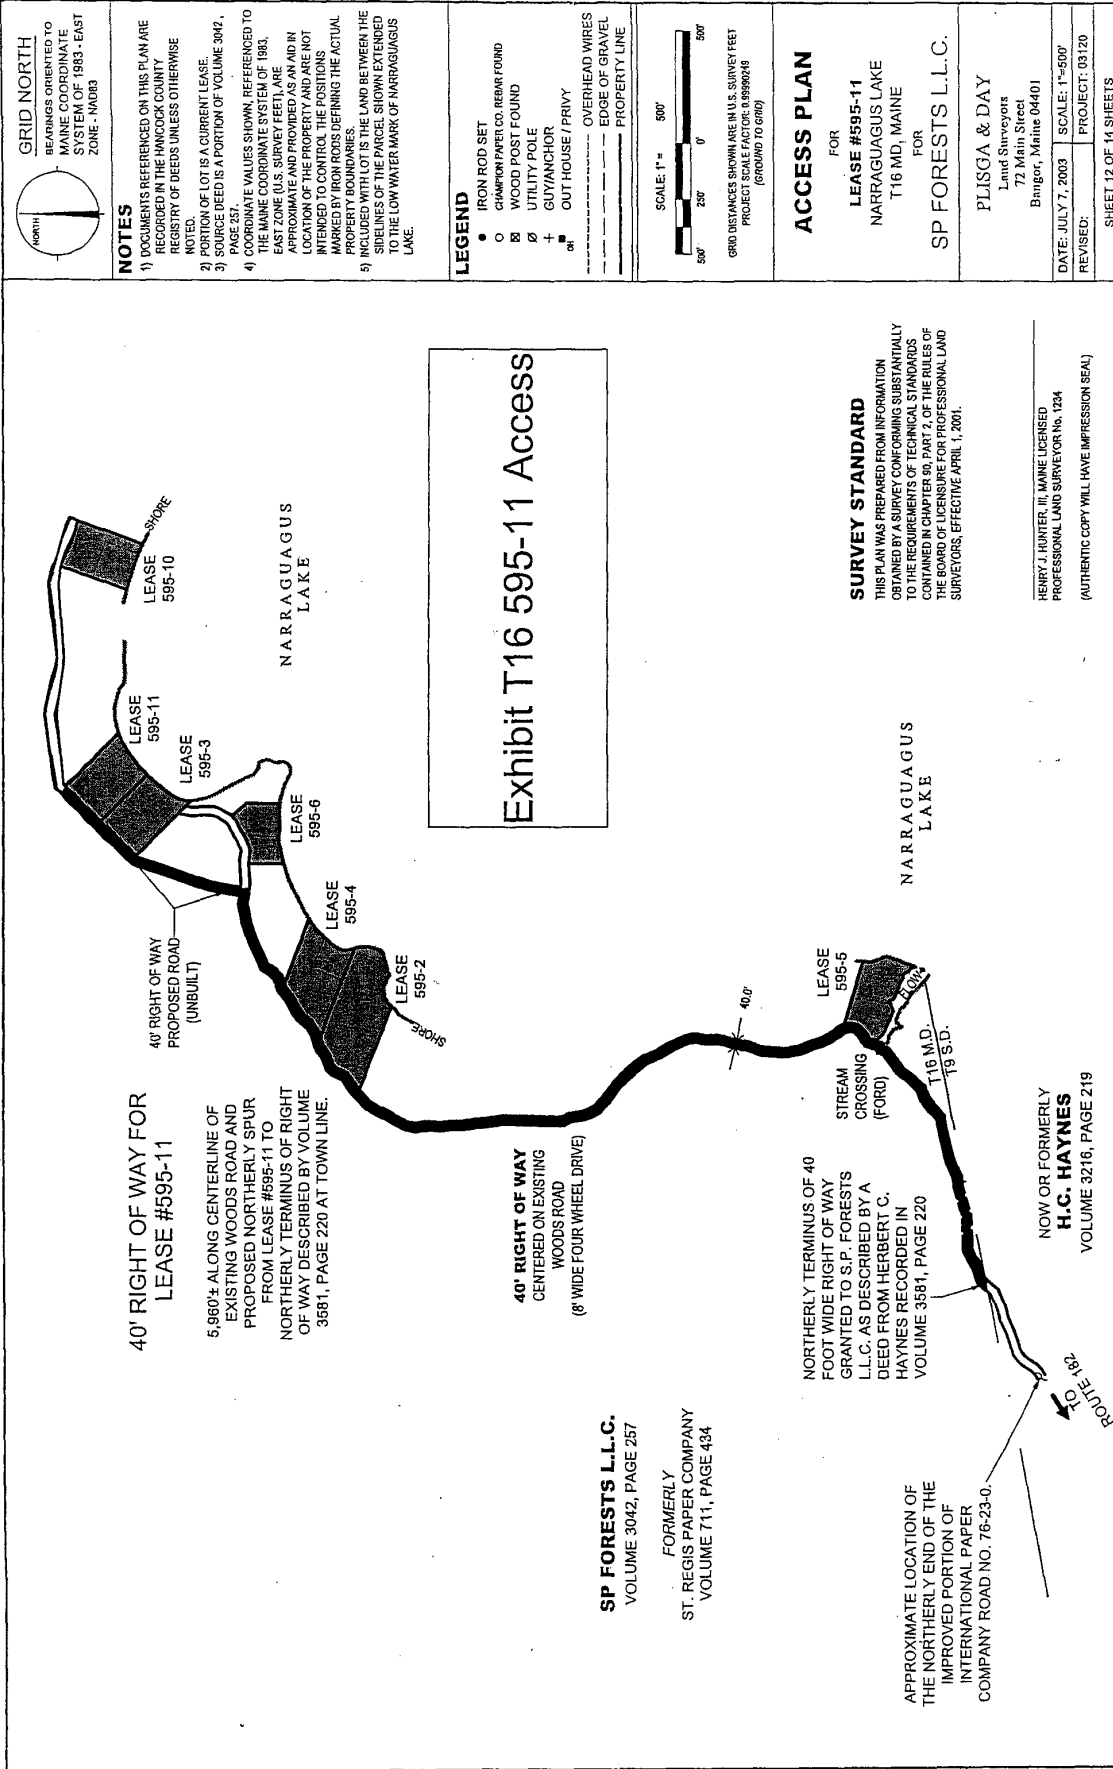 GRID NORTH
NORTH
BEARINGS ORIENTED TO
MAINE COORDINATE
SYSTEM OF 1983 - EAST
ZONE - NAD83
NOTES
1) DOCUMENTS REFERENCED ON THIS PLAN ARE
RECORDED IN THE HANCOCK COUNTY
REGISTRY OF DEEDS UNLESS OTHERWISE
NOTED.
2) PORTION OF LOT IS A CURRENT LEASE.
3) SOURCE DEED IS A PORTION OF VOLUME 3042,
PAGE 257.
4) COORDINATE VALUES SHOWN, REFERENCED TO
THE MAINE COORDINATE SYSTEM OF 1983,
EAST ZONE (U.S. SURVEY FEET), ARE
APPROXIMATE AND PROVIDED AS AN AID IN
LOCATION OF THE PROPERTY AND ARE NOT
INTENDED TO CONTROL THE POSITIONS
MARKED BY IRON RODS DEFINING THE ACTUAL
PROPERTY BOUNDARIES.
5) INCLUDED WITH LOT IS THE LAND BETWEEN THE
SIDELINES OF THE PARCEL SHOWN EXTENDED
TO THE LOW WATER MARK OF NARRAGUAGUS
LAKE.
LEGEND
IRON ROD SET
CHAMPION PAPER CO. REBAR FOUND
WOOD POST FOUND
UTILITY POLE
GUY/ANCHOR
OH OUT HOUSE / PRIVY
OVERHEAD WIRES
EDGE OF GRAVEL
PROPERTY LINE
SCALE: 1"= 500'
500' 250' 0' 500'
GRID DISTANCES SHOWN ARE IN U.S. SURVEY FEET
PROJECT SCALE FACTOR: 0.99990249
(GROUND TO GRID)
ACCESS PLAN
FOR
LEASE #595-11
NARRAGUAGUS LAKE
T16 MD, MAINE
FOR
SP FORESTS L.L.C.
PLISGA & DAY
Land Surveyors
72 Main Street
Bangor, Maine 04401
DATE: JULY 7, 2003 SCALE: 1"=500'
REVISED: PROJECT: 03120
SHEET 12 OF 14 SHEETS
40' RIGHT OF WAY FOR
LEASE #595-11
5,960'± ALONG CENTERLINE OF
EXISTING WOODS ROAD AND
PROPOSED NORTHERLY SPUR
FROM LEASE #595-11 TO
NORTHERLY TERMINUS OF RIGHT
OF WAY DESCRIBED BY VOLUME
3581, PAGE 220 AT TOWN LINE.
40' RIGHT OF WAY
PROPOSED ROAD
(UNBUILT)
LEASE
595-10
SHORE
LEASE
595-11
LEASE
595-3
LEASE
595-6
LEASE
595-4
LEASE
595-2
SHORE
NARRAGUAGUS
LAKE
Exhibit T16 595-11 Access
40' RIGHT OF WAY
CENTERED ON EXISTING
WOODS ROAD
(8' WIDE FOUR WHEEL DRIVE)
40.0'
SP FORESTS L.L.C.
VOLUME 3042, PAGE 257
FORMERLY
ST. REGIS PAPER COMPANY
VOLUME 711, PAGE 434
NORTHERLY TERMINUS OF 40
FOOT WIDE RIGHT OF WAY
GRANTED TO S.P. FORESTS
L.L.C. AS DESCRIBED BY A
DEED FROM HERBERT C.
HAYNES RECORDED IN
VOLUME 3581, PAGE 220
STREAM
CROSSING
(FORD)
LEASE
595-5
FLOW
T16 M.D.
T9 S.D.
NARRAGUAGUS
LAKE
SURVEY STANDARD
THIS PLAN WAS PREPARED FROM INFORMATION
OBTAINED BY A SURVEY CONFORMING SUBSTANTIALLY
TO THE REQUIREMENTS OF TECHNICAL STANDARDS
CONTAINED IN CHAPTER 90, PART 2, OF THE RULES OF
THE BOARD OF LICENSURE FOR PROFESSIONAL LAND
SURVEYORS, EFFECTIVE APRIL 1, 2001.
HENRY J. HUNTER, III, MAINE LICENSED
PROFESSIONAL LAND SURVEYOR No. 1234
(AUTHENTIC COPY WILL HAVE IMPRESSION SEAL)
APPROXIMATE LOCATION OF
THE NORTHERLY END OF THE
IMPROVED PORTION OF
INTERNATIONAL PAPER
COMPANY ROAD NO. 76-23-0.
TO
ROUTE 182
NOW OR FORMERLY
H.C. HAYNES
VOLUME 3216, PAGE 219